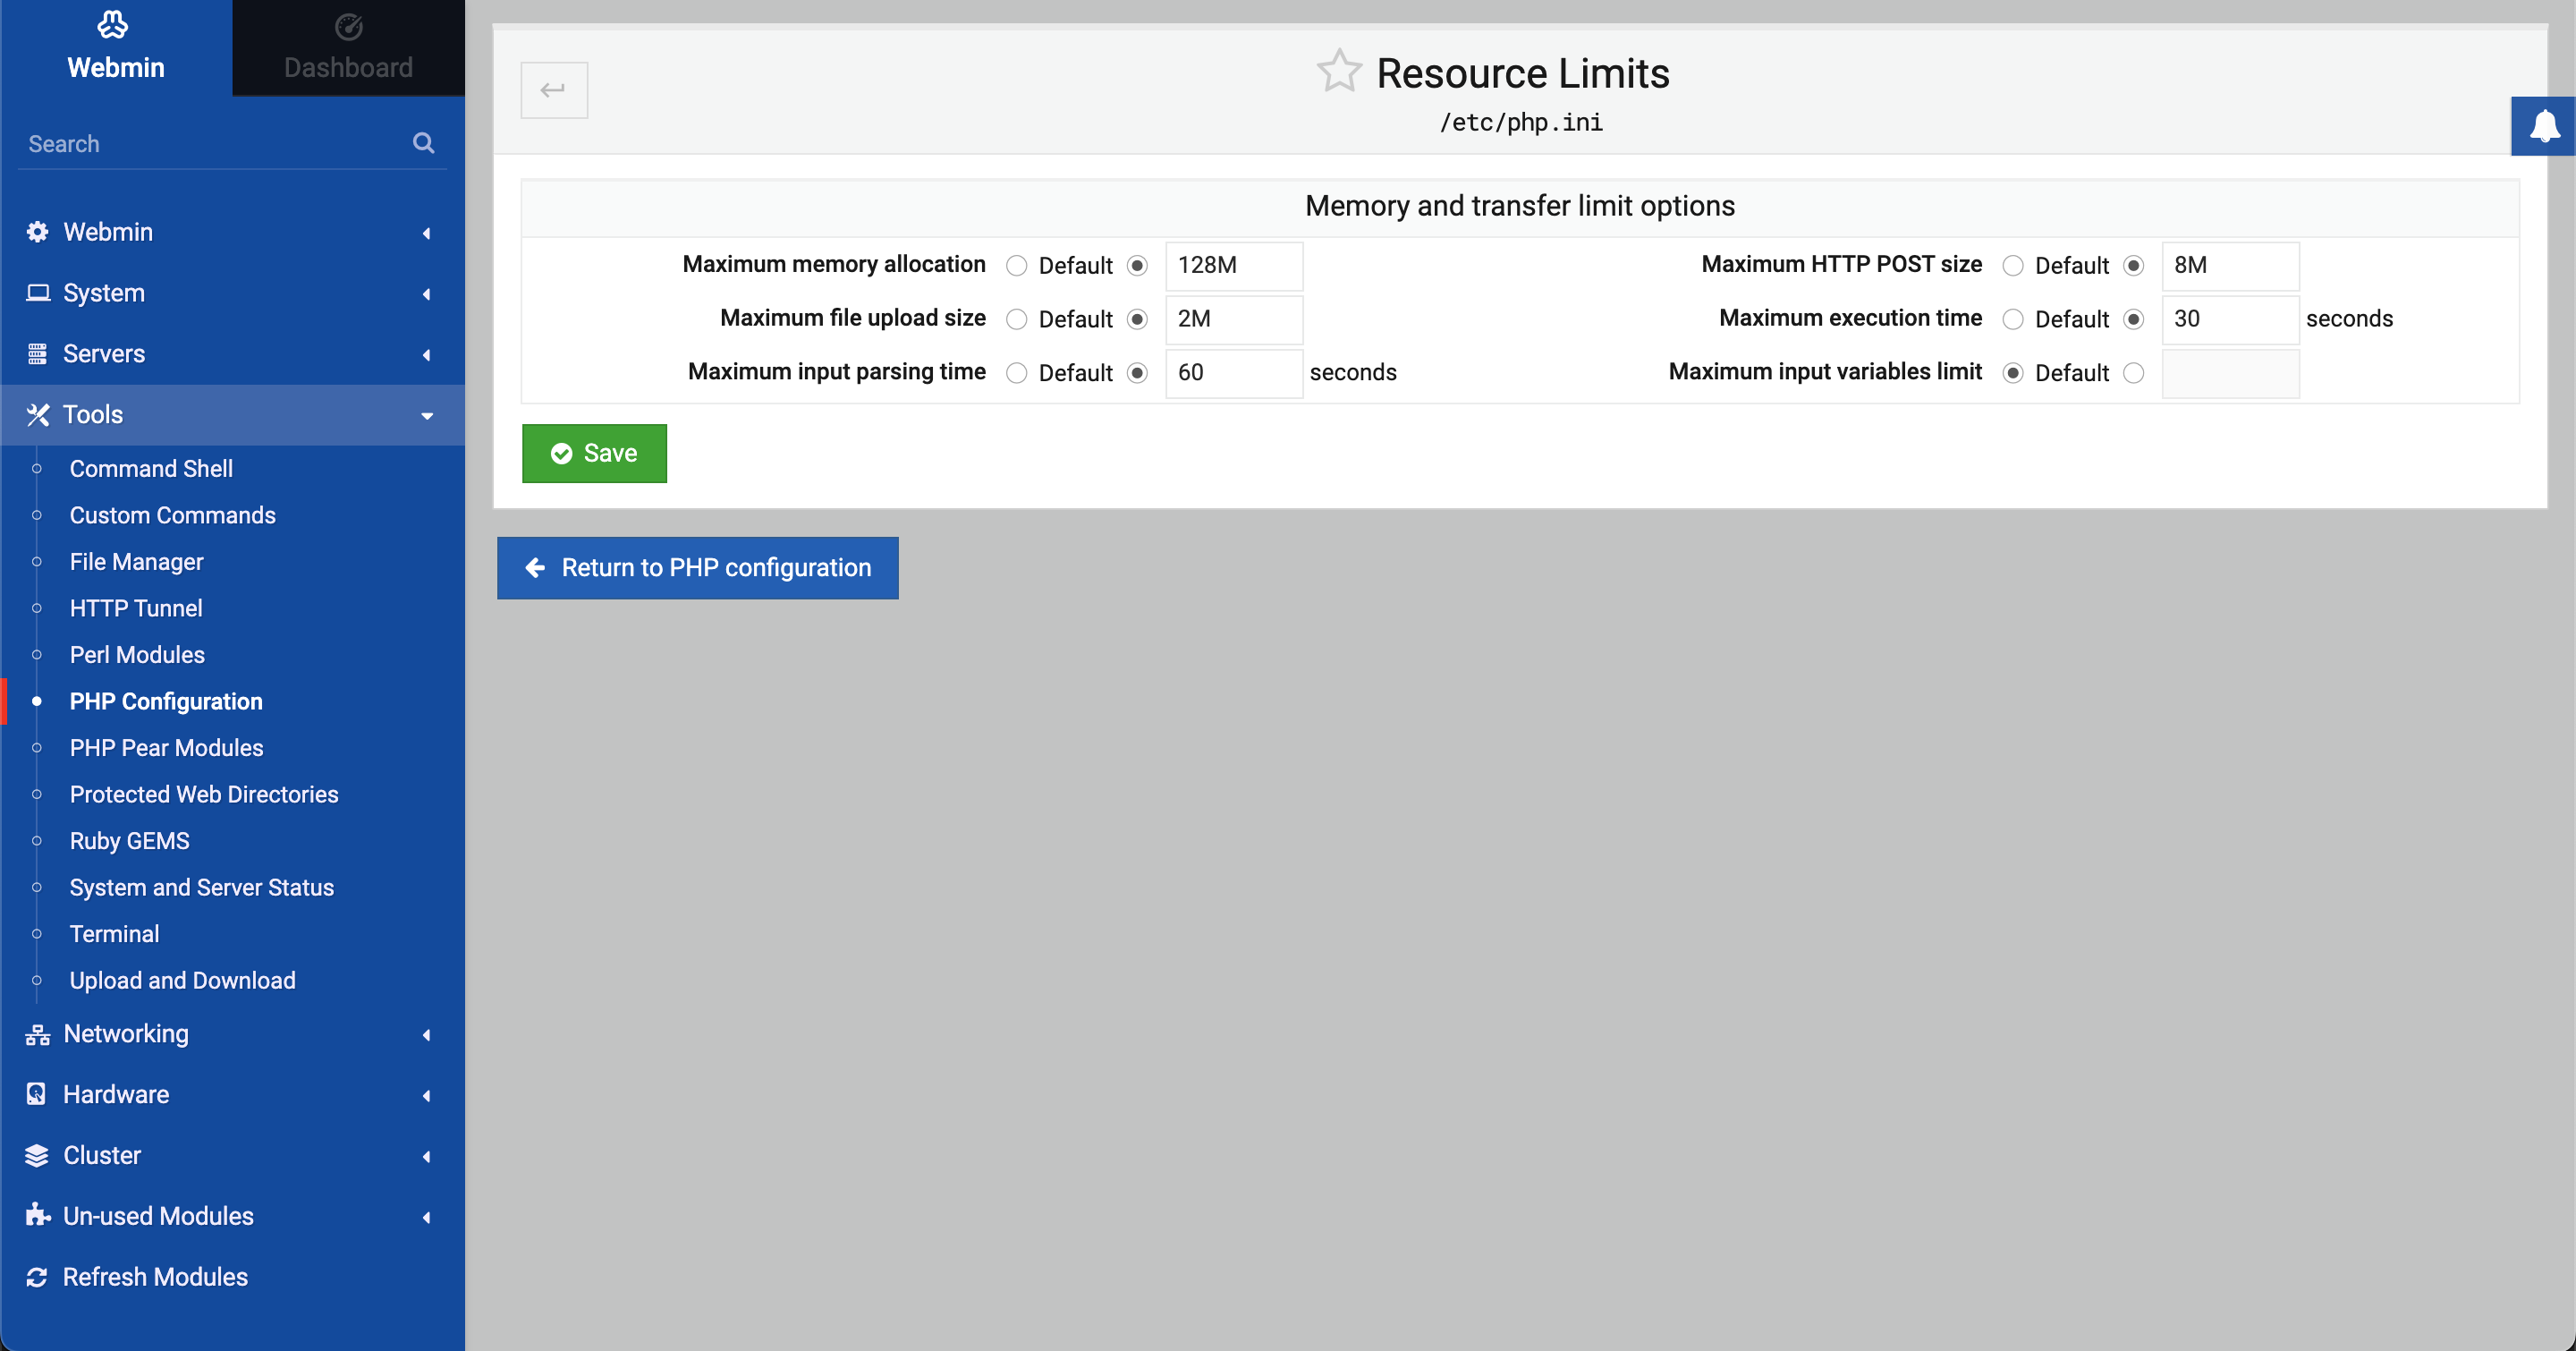 Webmin
Dashboard
Search
Webmin
System
Servers
Tools
Command Shell
Custom Commands
File Manager
HTTP Tunnel
Perl Modules
PHP Configuration
PHP Pear Modules
Protected Web Directories
Ruby GEMS
System and Server Status
Terminal
Upload and Download
Networking
Hardware
Cluster
Un-used Modules
Refresh Modules
Resource Limits
/etc/php.ini
Memory and transfer limit options
Maximum memory allocation Default 128M Maximum HTTP POST size Default 8M
Maximum file upload size Default 2M Maximum execution time Default 30 seconds
Maximum input parsing time Default 60 seconds Maximum input variables limit Default
Save
Return to PHP configuration